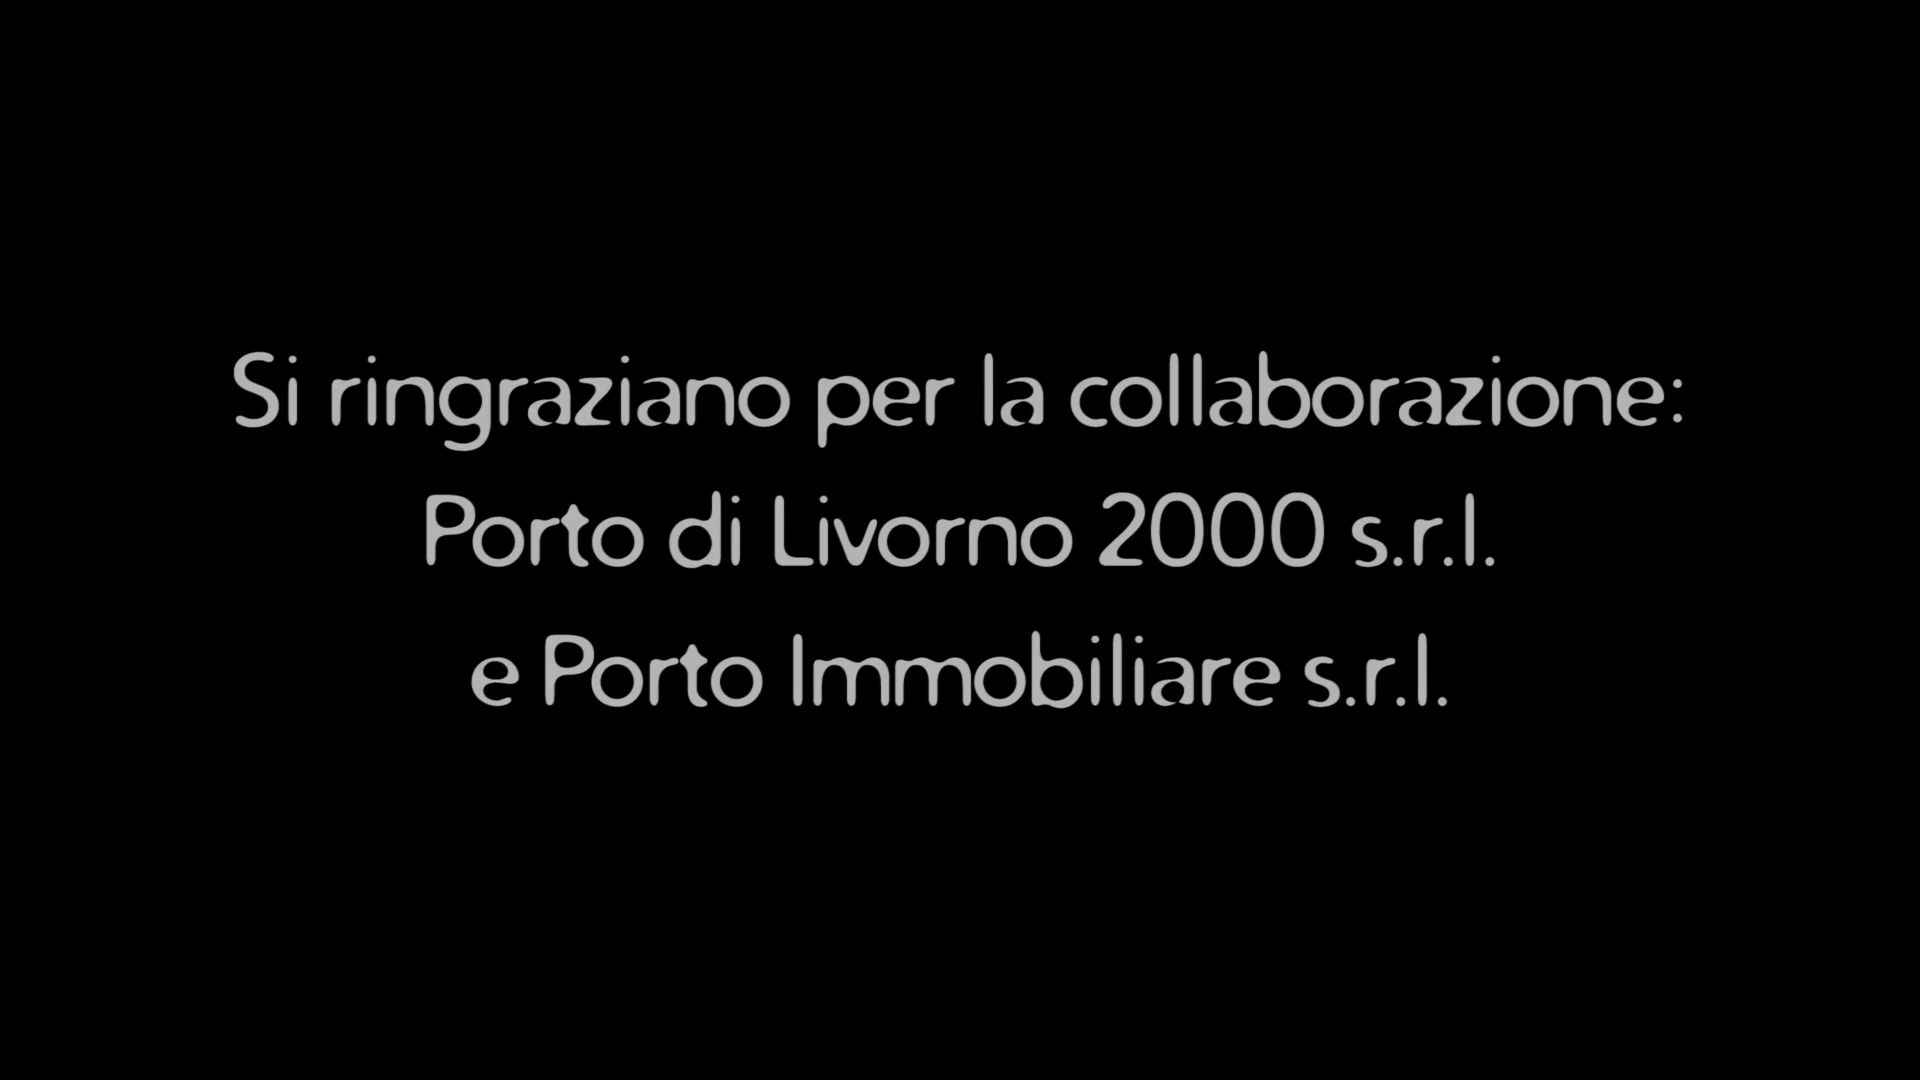 Si ringraziano per la collaborazione:
Porto di Livorno 2000 s.r.l.
e Porto Immobiliare s.r.l.